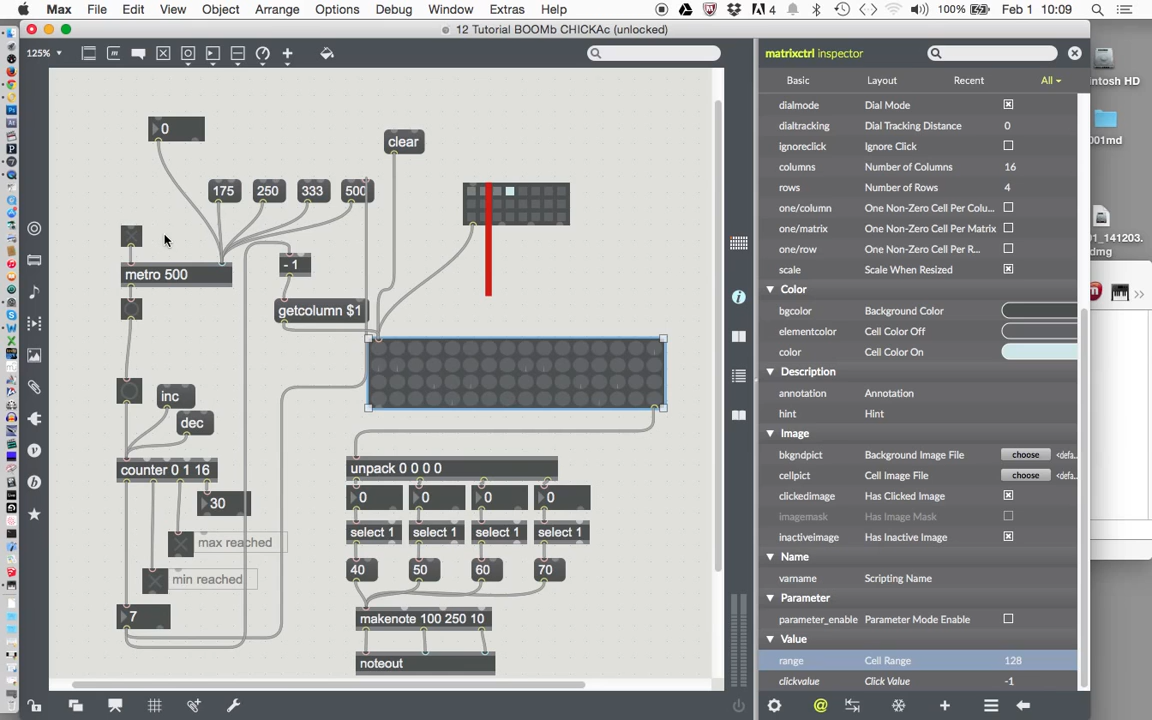 Max File Edit View Object Arrange Options Debug Window Extras Help 4 100% Feb 1 10:09
12 Tutorial BOOMb CHICKAc (unlocked)
125%
matrixctrl inspector
Basic Layout Recent All
dialmode Dial Mode
dialtracking Dial Tracking Distance 0
ignoreclick Ignore Click
columns Number of Columns 16
rows Number of Rows 4
one/column One Non-Zero Cell Per Colu...
one/matrix One Non-Zero Cell Per Matrix
one/row One Non-Zero Cell Per R...
scale Scale When Resized
Color
bgcolor Background Color
elementcolor Cell Color Off
color Cell Color On
Description
annotation Annotation
hint Hint
Image
bkgndpict Background Image File choose <defa..
cellpict Cell Image File choose <defa..
clickedimage Has Clicked Image
imagemask Has Image Mask
inactiveimage Has Inactive Image
Name
varname Scripting Name
Parameter
parameter_enable Parameter Mode Enable
Value
range Cell Range 128
clickvalue Click Value -1
0
clear
175 250 333 500
- 1
metro 500
getcolumn $1
inc
dec
counter 0 1 16
30
max reached
min reached
7
unpack 0 0 0 0
0 0 0 0
select 1 select 1 select 1 select 1
40 50 60 70
makenote 100 250 10
noteout
intosh HD
001md
_141203.
dmg